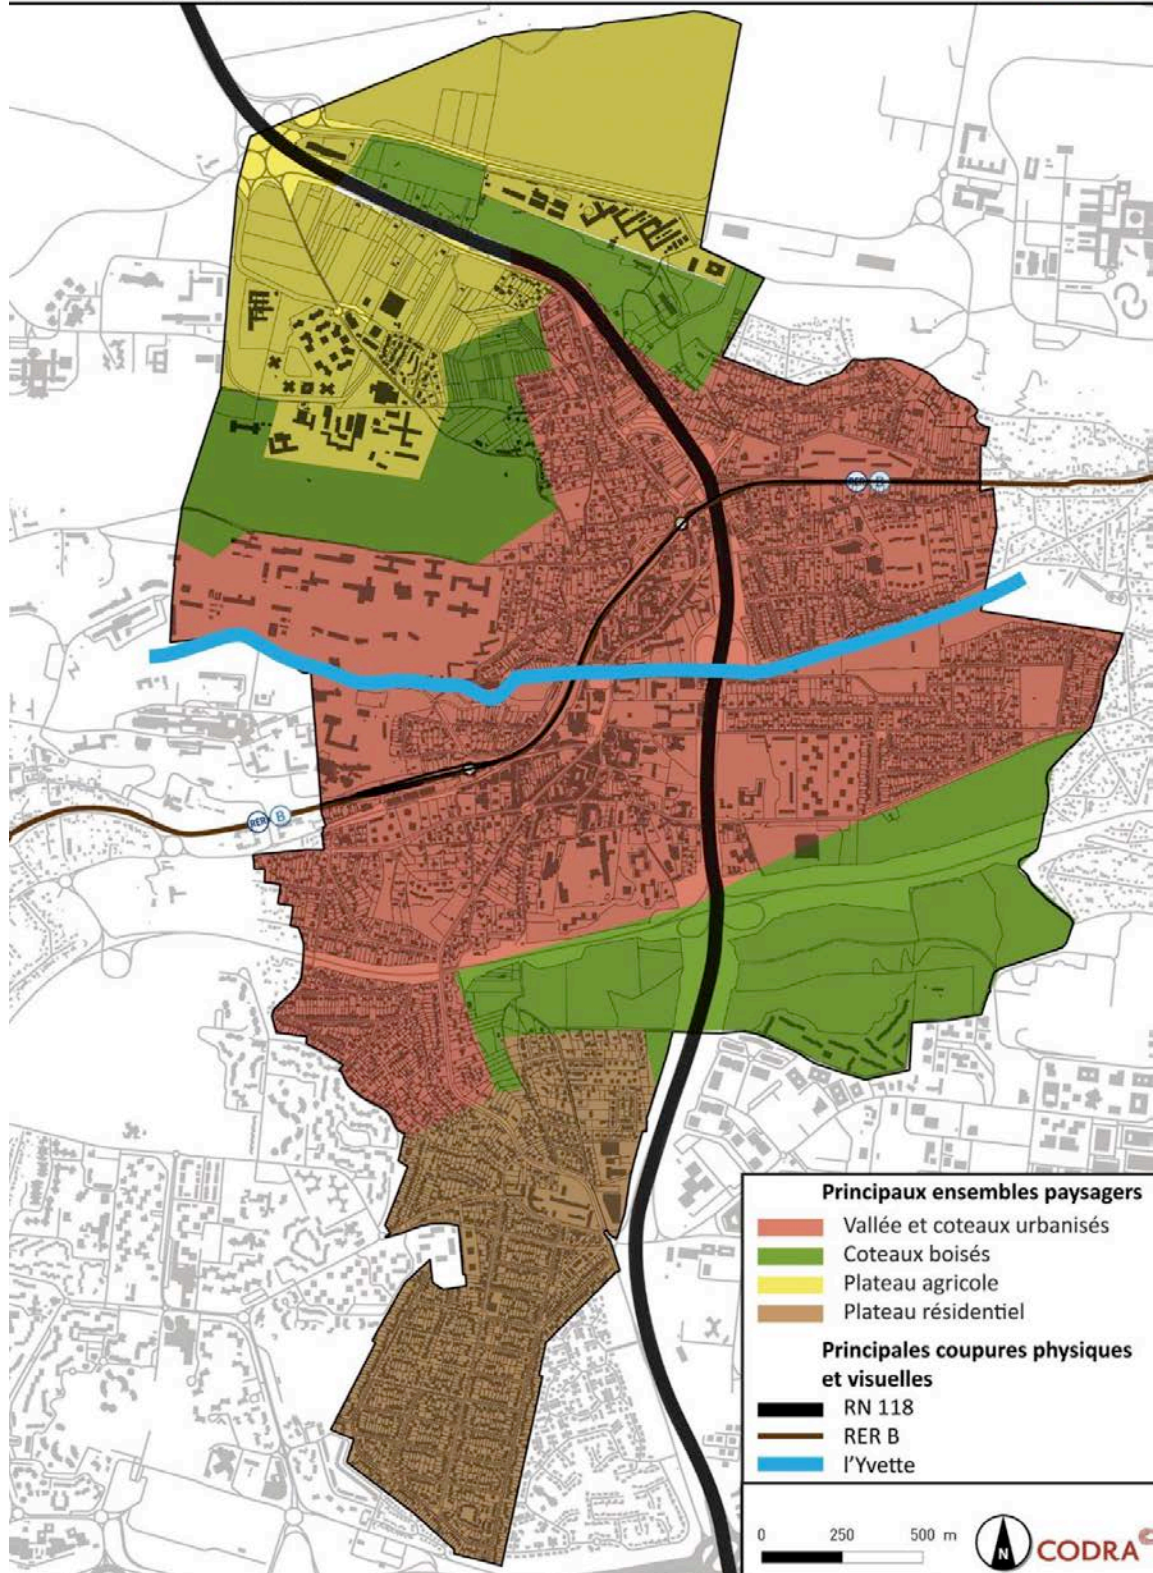 RER B
RER B
Principaux ensembles paysagers
Vallée et coteaux urbanisés
Coteaux boisés
Plateau agricole
Plateau résidentiel
Principales coupures physiques
et visuelles
RN 118
RER B
l'Yvette
0 250 500 m
N
CODRA